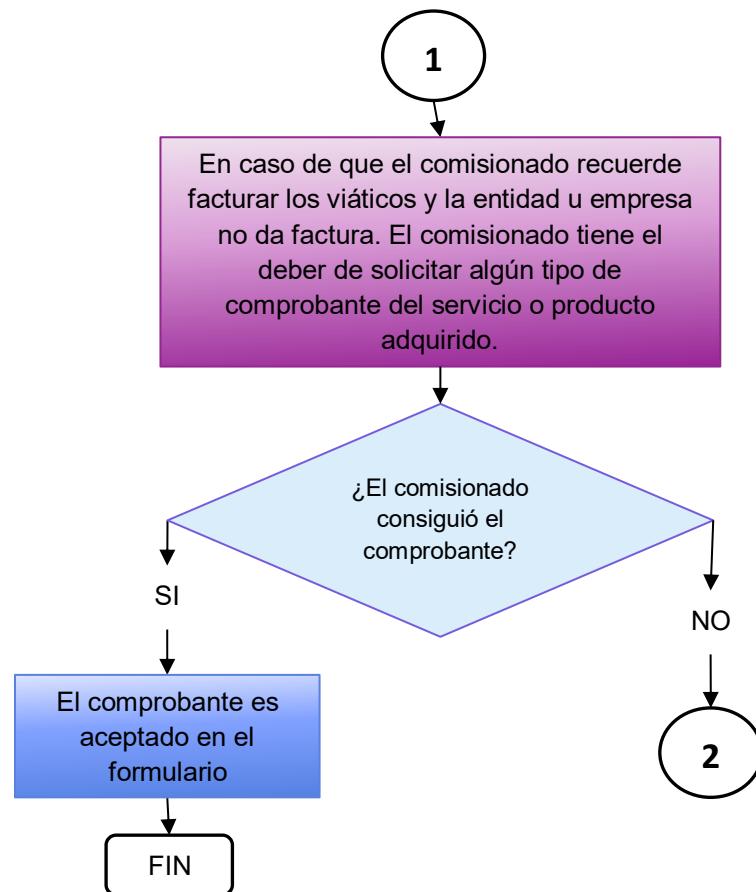 1
En caso de que el comisionado recuerde
facturar los viáticos y la entidad u empresa
no da factura. El comisionado tiene el
deber de solicitar algún tipo de
comprobante del servicio o producto
adquirido.
¿El comisionado
consiguió el
comprobante?
SI
NO
El comprobante es
aceptado en el
formulario
2
FIN